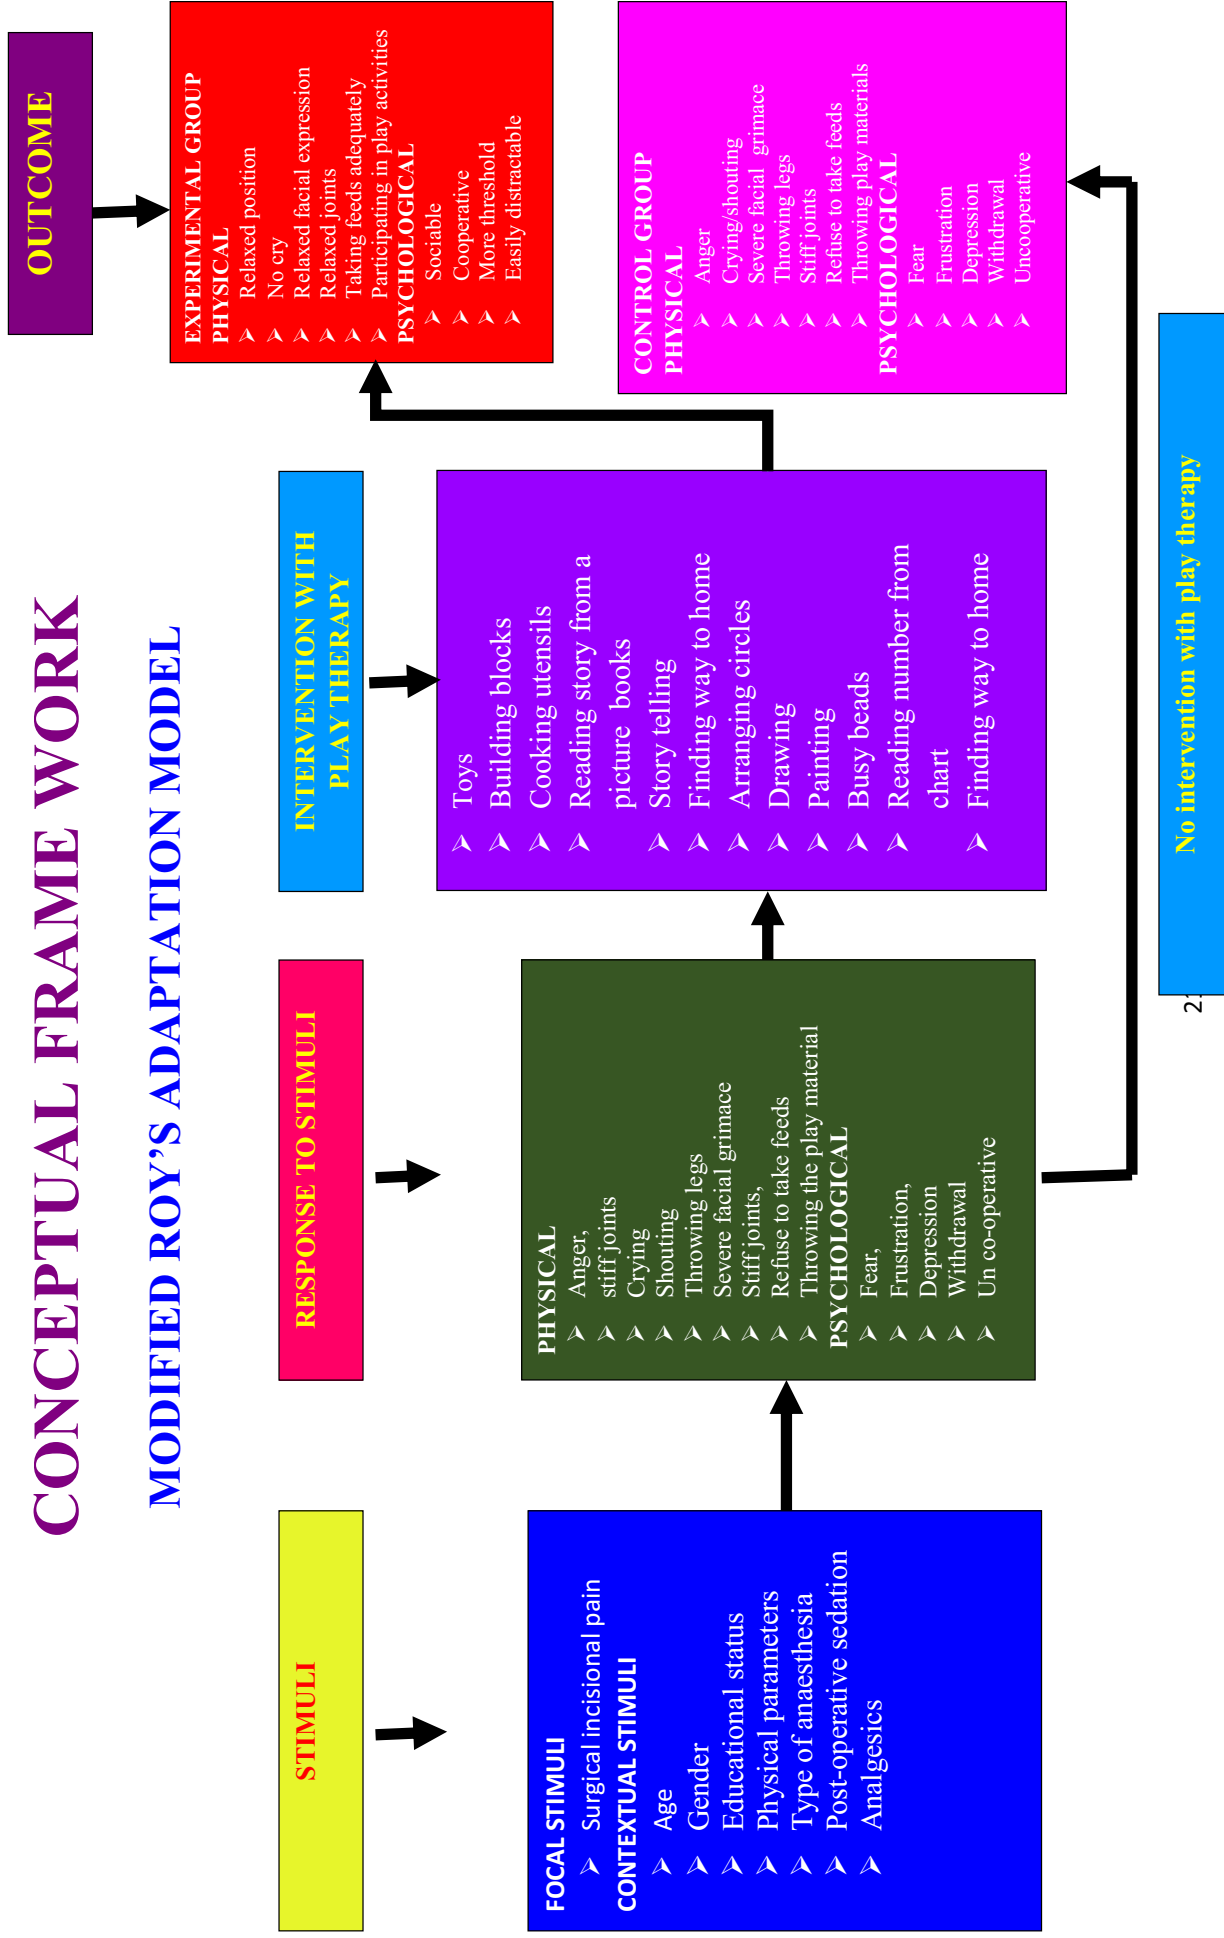 CONCEPTUAL FRAME WORK
MODIFIED ROY’S ADAPTATION MODEL
STIMULI
FOCAL STIMULI
➢ Surgical incisional pain
CONTEXTUAL STIMULI
➢ Age
➢ Gender
➢ Educational status
➢ Physical parameters
➢ Type of anaesthesia
➢ Post-operative sedation
➢ Analgesics
RESPONSE TO STIMULI
PHYSICAL
➢ Anger,
➢ stiff joints
➢ Crying
➢ Shouting
➢ Throwing legs
➢ Severe facial grimace
➢ Stiff joints,
➢ Refuse to take feeds
➢ Throwing the play material
PSYCHOLOGICAL
➢ Fear,
➢ Frustration,
➢ Depression
➢ Withdrawal
➢ Un co-operative
INTERVENTION WITH
PLAY THERAPY
➢ Toys
➢ Building blocks
➢ Cooking utensils
➢ Reading story from a
picture books
➢ Story telling
➢ Finding way to home
➢ Arranging circles
➢ Drawing
➢ Painting
➢ Busy beads
➢ Reading number from
chart
➢ Finding way to home
OUTCOME
EXPERIMENTAL GROUP
PHYSICAL
➢ Relaxed position
➢ No cry
➢ Relaxed facial expression
➢ Relaxed joints
➢ Taking feeds adequately
➢ Participating in play activities
PSYCHOLOGICAL
➢ Sociable
➢ Cooperative
➢ More threshold
➢ Easily distractable
CONTROL GROUP
PHYSICAL
➢ Anger
➢ Crying/shouting
➢ Severe facial grimace
➢ Throwing legs
➢ Stiff joints
➢ Refuse to take feeds
➢ Throwing play materials
PSYCHOLOGICAL
➢ Fear
➢ Frustration
➢ Depression
➢ Withdrawal
➢ Uncooperative
No intervention with play therapy